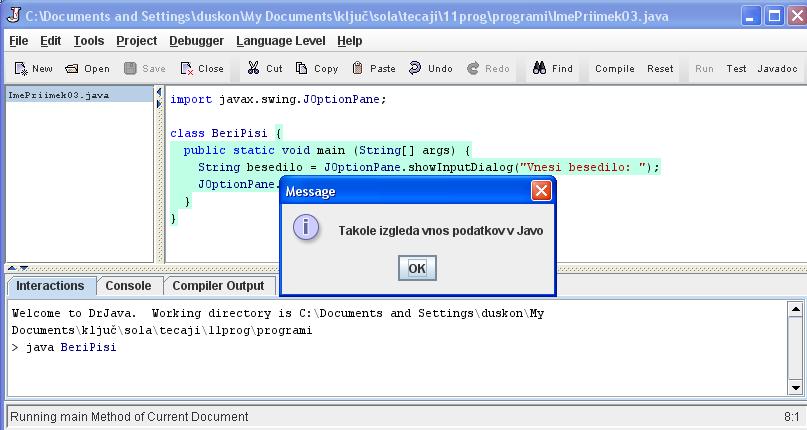 C:\Documents and Settings\duskon\My Documents\ključ\sola\tecaji\11prog\programi\ImePriimek03.java
File Edit Tools Project Debugger Language Level Help
New Open Save Close Cut Copy Paste Undo Redo Find Compile Reset Run Test Javadoc
ImePriimek03.java
import javax.swing.JOptionPane;
class BeriPisi {
public static void main (String[] args) {
String besedilo = JOptionPane.showInputDialog("Vnesi besedilo: ");
JOptionPane.
}
}
Message
Takole izgleda vnos podatkov v Javo
OK
Interactions Console Compiler Output
Welcome to DrJava. Working directory is C:\Documents and Settings\duskon\My
Documents\ključ\sola\tecaji\11prog\programi
> java BeriPisi
Running main Method of Current Document 8:1